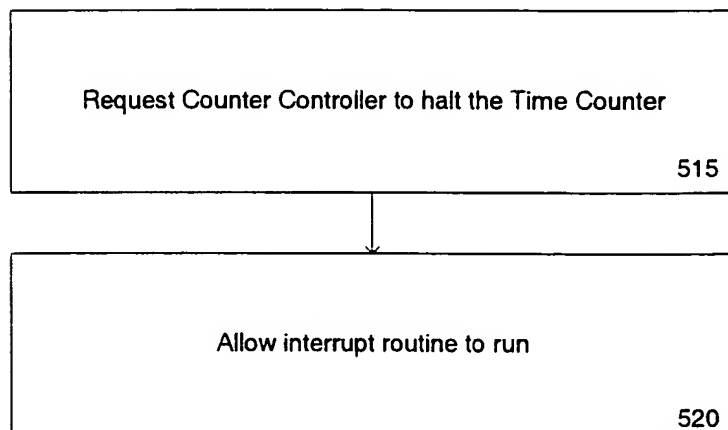 Request Counter Controller to halt the Time Counter
515
Allow interrupt routine to run
520